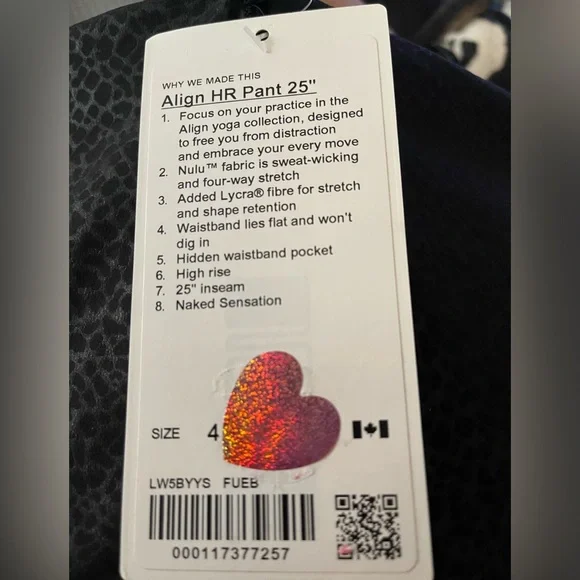 WHY WE MADE THIS
Align HR Pant 25"
1. Focus on your practice in the
Align yoga collection, designed
to free you from distraction
and embrace your every move
2. Nulu™ fabric is sweat-wicking
and four-way stretch
3. Added Lycra® fibre for stretch
and shape retention
4. Waistband lies flat and won't
dig in
5. Hidden waistband pocket
6. High rise
7. 25" inseam
8. Naked Sensation
SIZE 4
LW5BYYS FUEB
000117377257